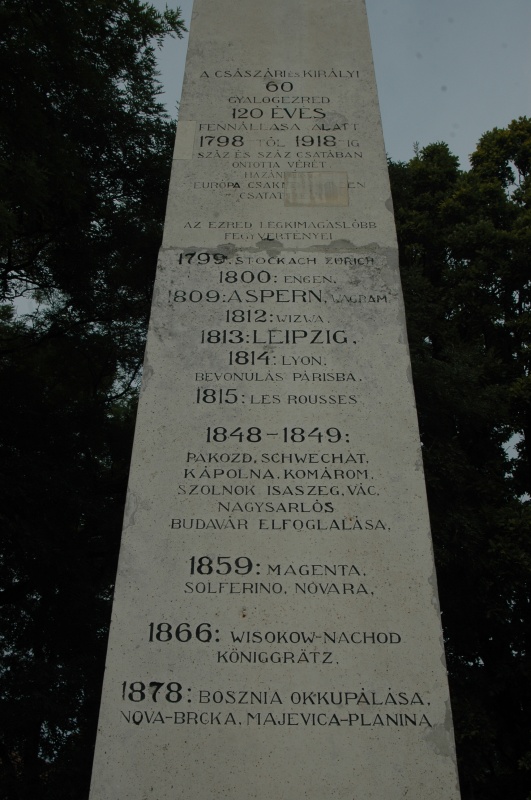 A CSÁSZÁRI ÉS KIRÁLYI
60
GYALOGEZRED
120 ÉVES
FENNÁLLÁSA ALATT
1798 TÓL 1918 IG
SZÁZ ÉS SZÁZ CSATÁBAN
ONTOTTA VÉRÉT
EURÓPA
AZ EZRED LEGKIMAGASLÓBB
FEGYVERTÉNYEI
1799. STOCKACH ZÜRICH
1800: ENGEN.
1809: ASPERN, WAGRAM
1812: WIZWA.
1813: LEIPZIG.
1814: LYON.
BEVONULÁS PÁRISBA.
1815: LES ROUSSES
1848-1849:
PÁKOZD, SCHWECHÁT,
KÁPOLNA, KOMÁROM,
SZOLNOK ISASZEG, VÁC,
NAGYSARLÓS
BUDAVÁR ELFOGLALÁSA,
1859: MAGENTA,
SOLFERINO, NÓVARA,
1866: WISOKOW-NACHOD
KÖNIGGRÄTZ.
1878: BOSZNIA OKKUPÁLÁSA,
NOVA-BRCKA, MAJEVICA-PLANINA